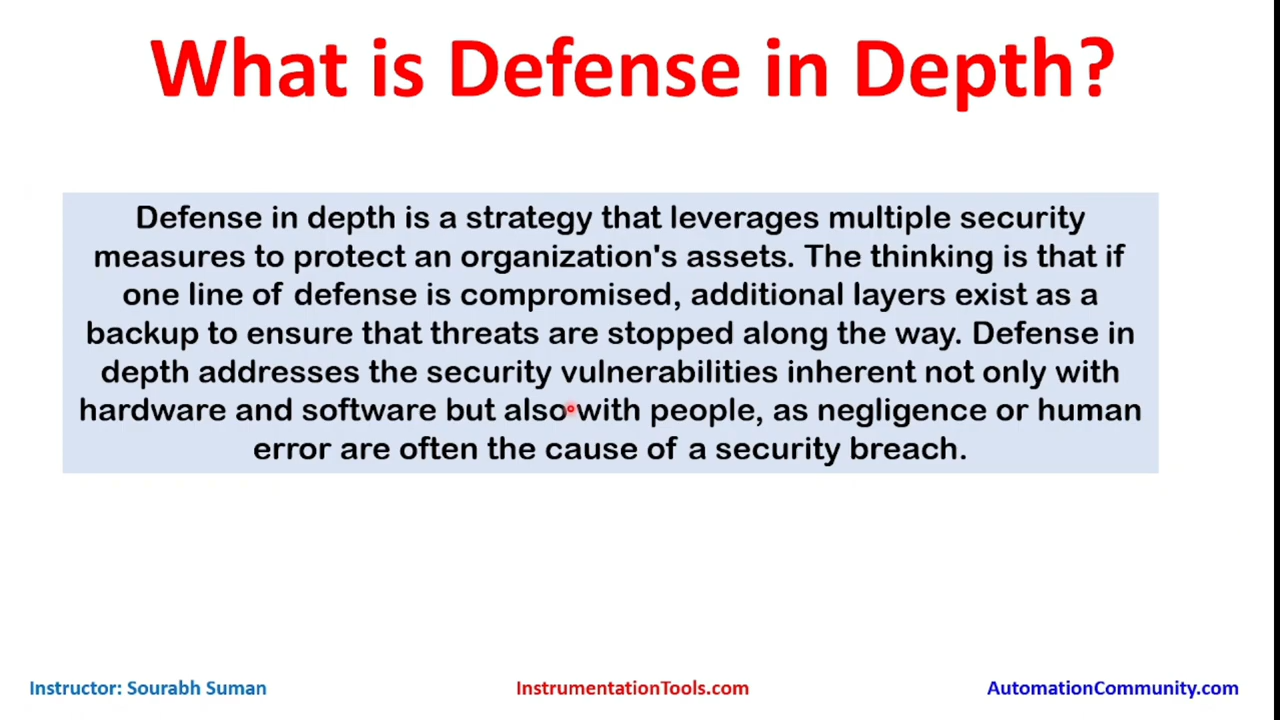 What is Defense in Depth?
Defense in depth is a strategy that leverages multiple security
measures to protect an organization's assets. The thinking is that if
one line of defense is compromised, additional layers exist as a
backup to ensure that threats are stopped along the way. Defense in
depth addresses the security vulnerabilities inherent not only with
hardware and software but also with people, as negligence or human
error are often the cause of a security breach.
Instructor: Sourabh Suman
InstrumentationTools.com
AutomationCommunity.com